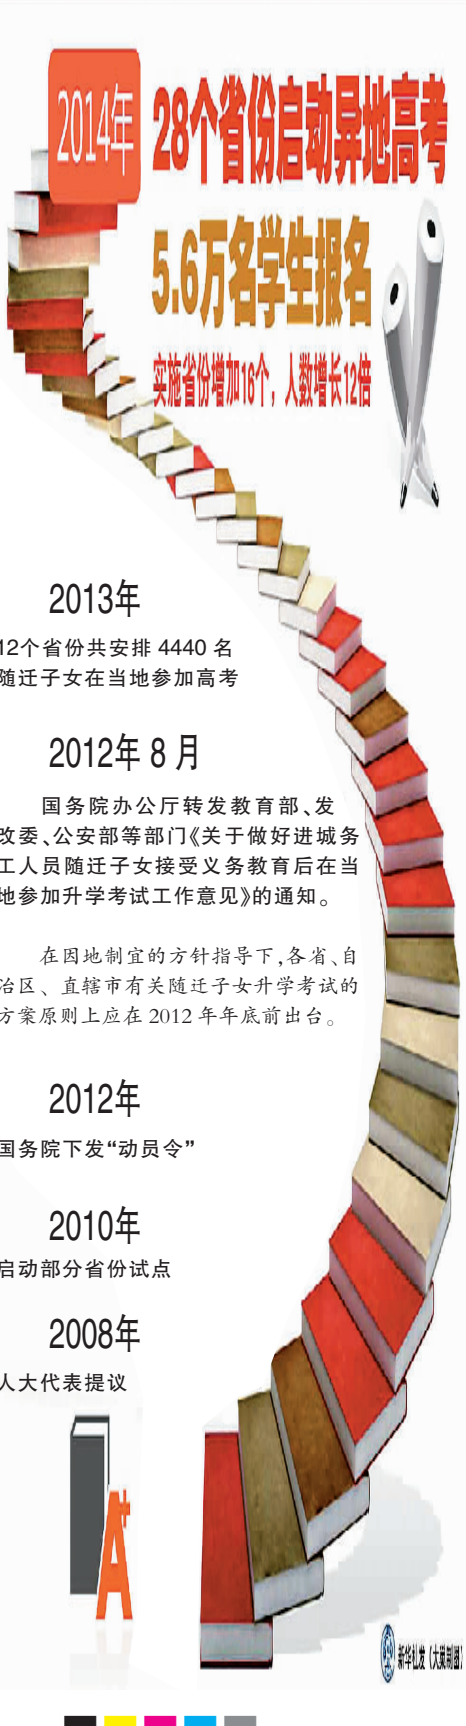 2014年
28个省份启动异地高考
5.6万名学生报名
实施省份增加16个，人数增长12倍
2013年
12个省份共安排 4440 名
随迁子女在当地参加高考
2012年 8 月
国务院办公厅转发教育部、发
改委、公安部等部门《关于做好进城务
工人员随迁子女接受义务教育后在当
地参加升学考试工作意见》的通知。
在因地制宜的方针指导下,各省、自
治区、直辖市有关随迁子女升学考试的
方案原则上应在 2012 年年底前出台。
2012年
国务院下发“动员令”
2010年
启动部分省份试点
2008年
人大代表提议
A+
新华社发（大巢制图）